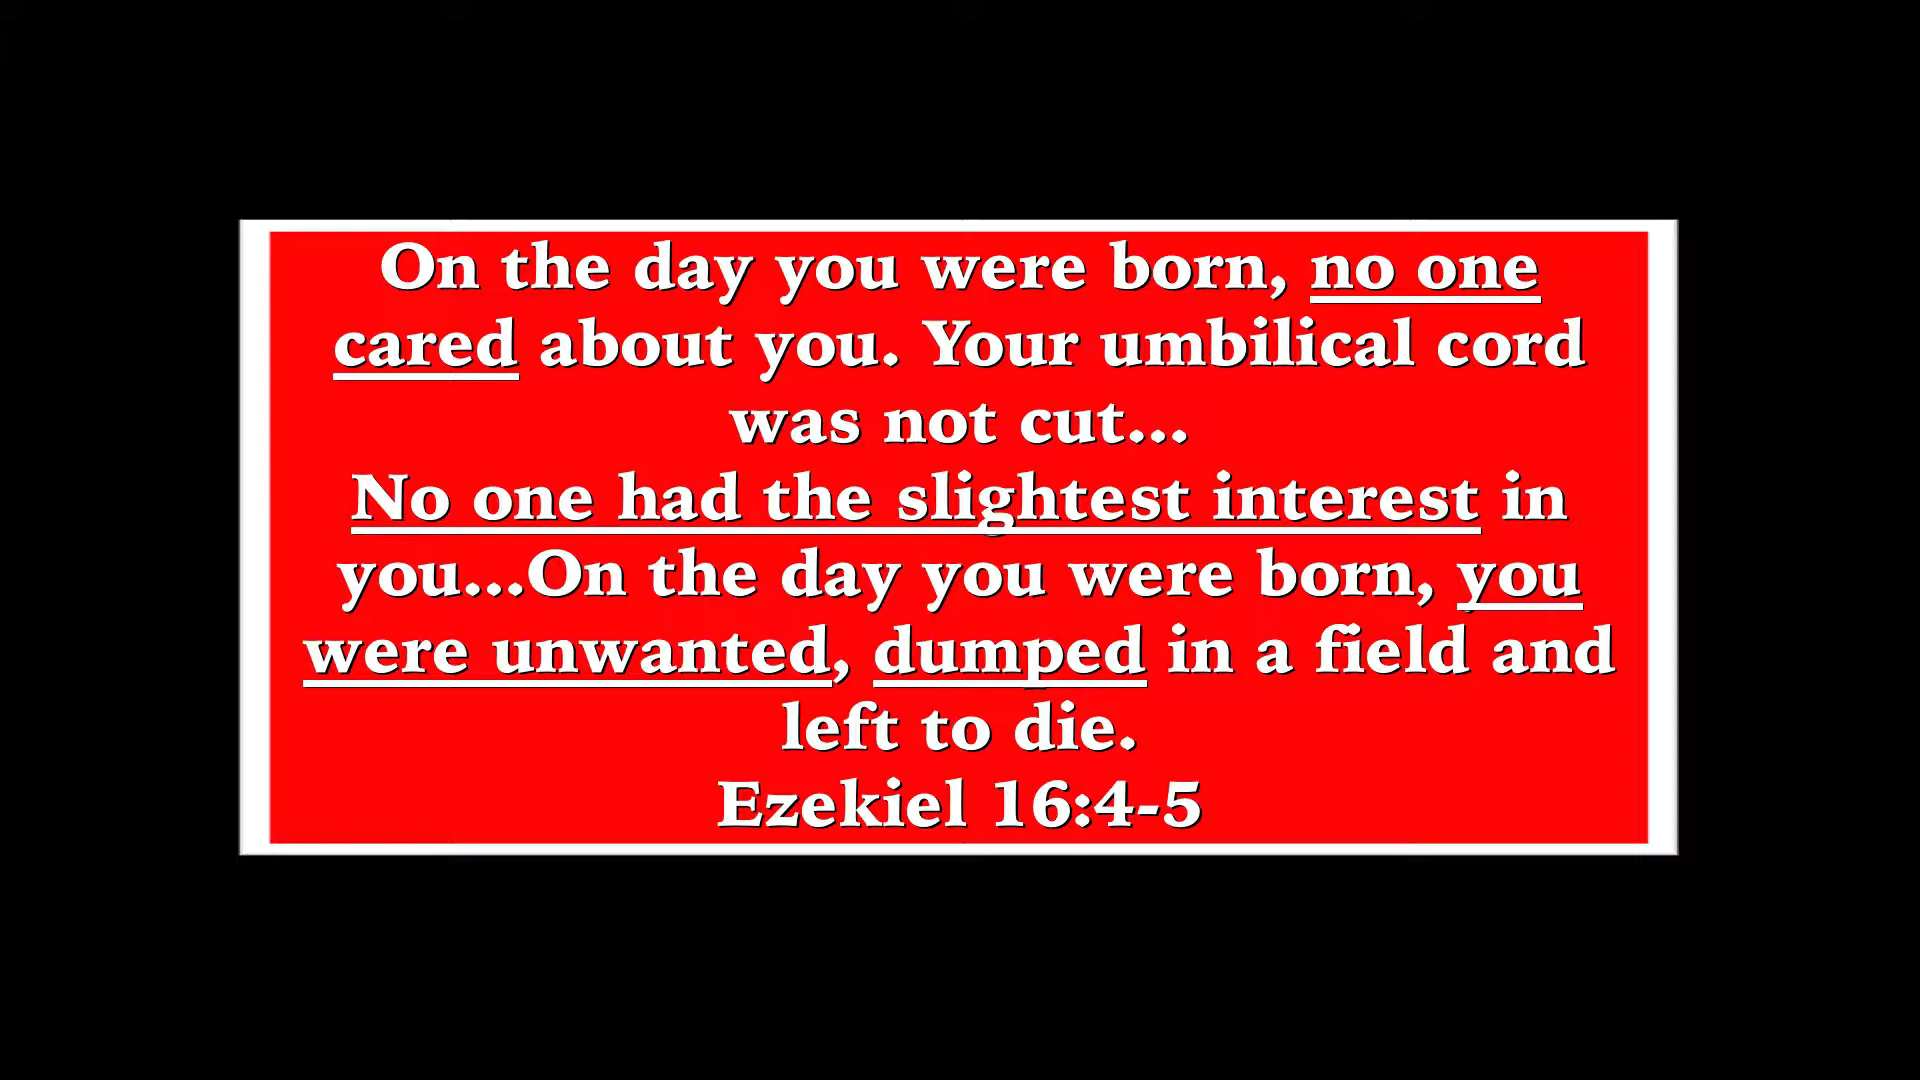 On the day you were born, no one
cared about you. Your umbilical cord
was not cut...
No one had the slightest interest in
you...On the day you were born, you
were unwanted, dumped in a field and
left to die.
Ezekiel 16:4-5